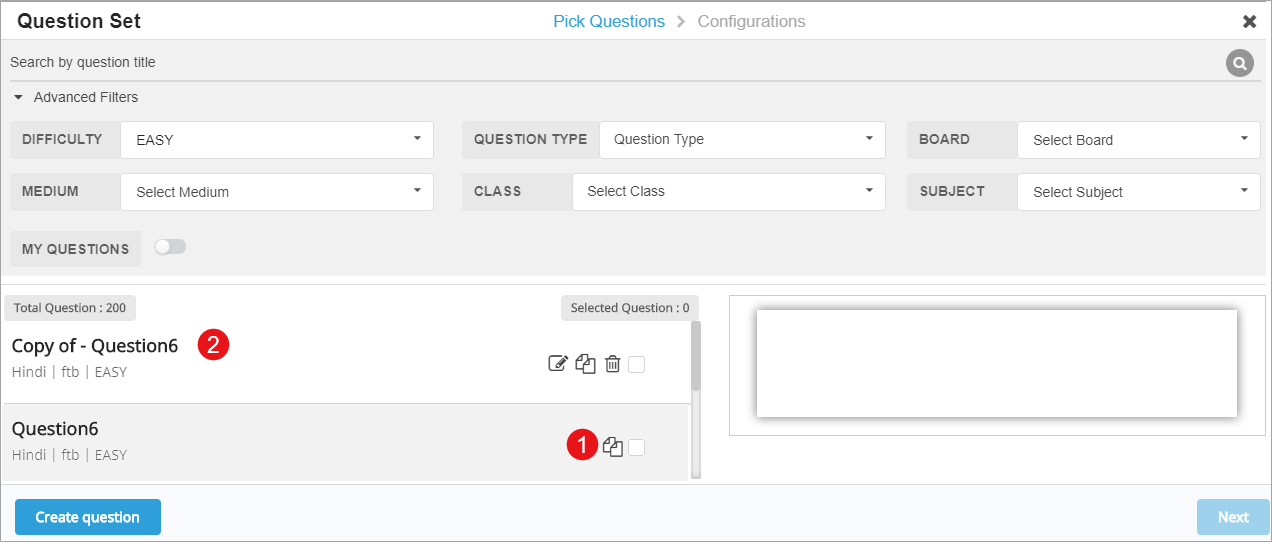 Question Set Pick Questions > Configurations ✖
Search by question title
Advanced Filters
DIFFICULTY EASY QUESTION TYPE Question Type BOARD Select Board
MEDIUM Select Medium CLASS Select Class SUBJECT Select Subject
MY QUESTIONS
Total Question : 200 Selected Question : 0
Copy of - Question6 2
Hindi | ftb | EASY
Question6
1
Hindi | ftb | EASY
Create question Next